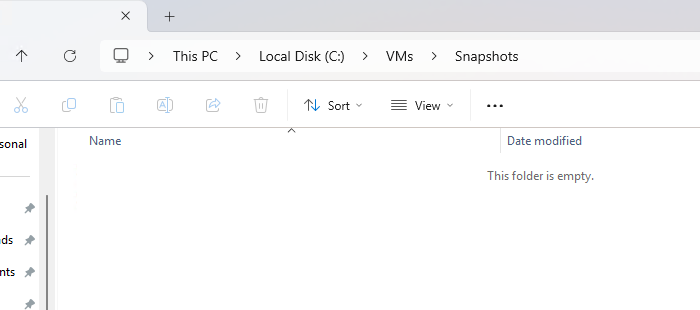 This PC > Local Disk (C:) > VMs > Snapshots
Sort View
Name Date modified
sonal
This folder is empty.
ds
nts